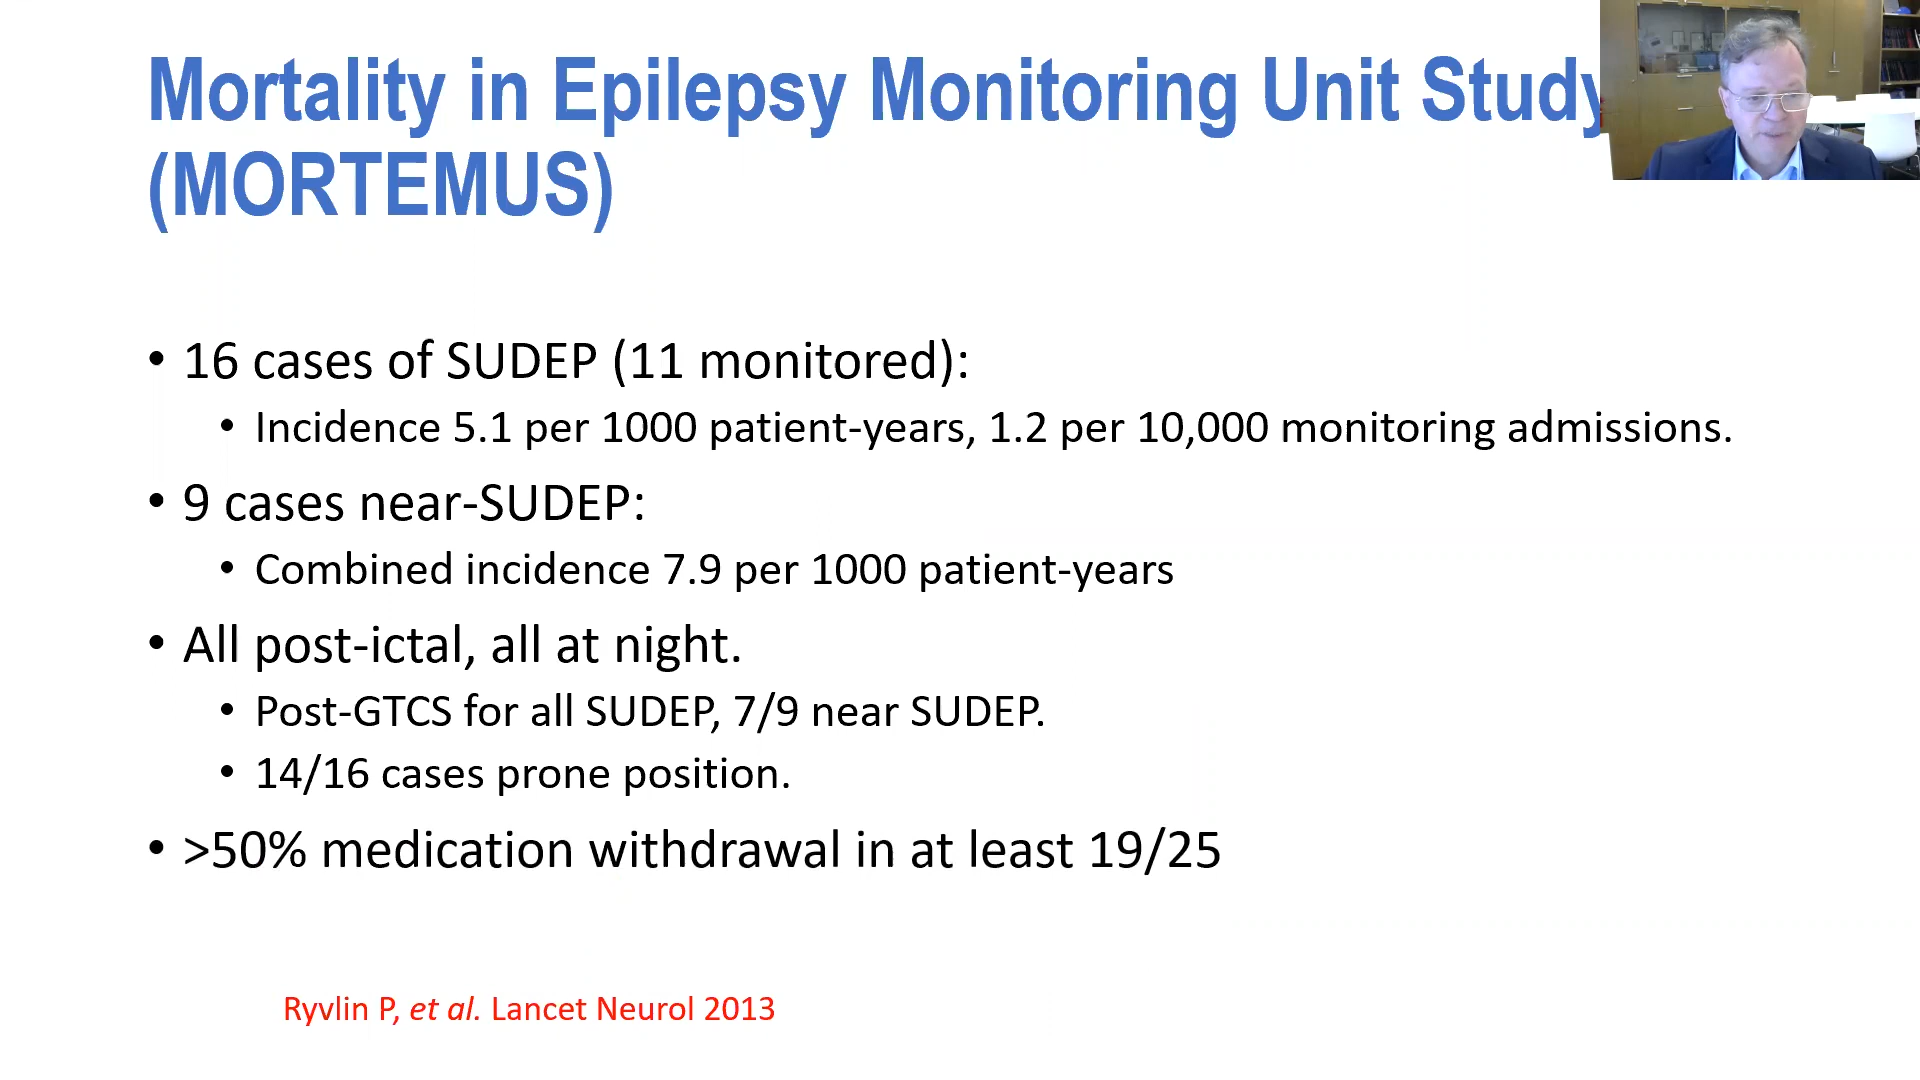 Mortality in Epilepsy Monitoring Unit Study
(MORTEMUS)
• 16 cases of SUDEP (11 monitored):
• Incidence 5.1 per 1000 patient-years, 1.2 per 10,000 monitoring admissions.
• 9 cases near-SUDEP:
• Combined incidence 7.9 per 1000 patient-years
• All post-ictal, all at night.
• Post-GTCS for all SUDEP, 7/9 near SUDEP.
• 14/16 cases prone position.
• >50% medication withdrawal in at least 19/25
Ryvlin P, et al. Lancet Neurol 2013